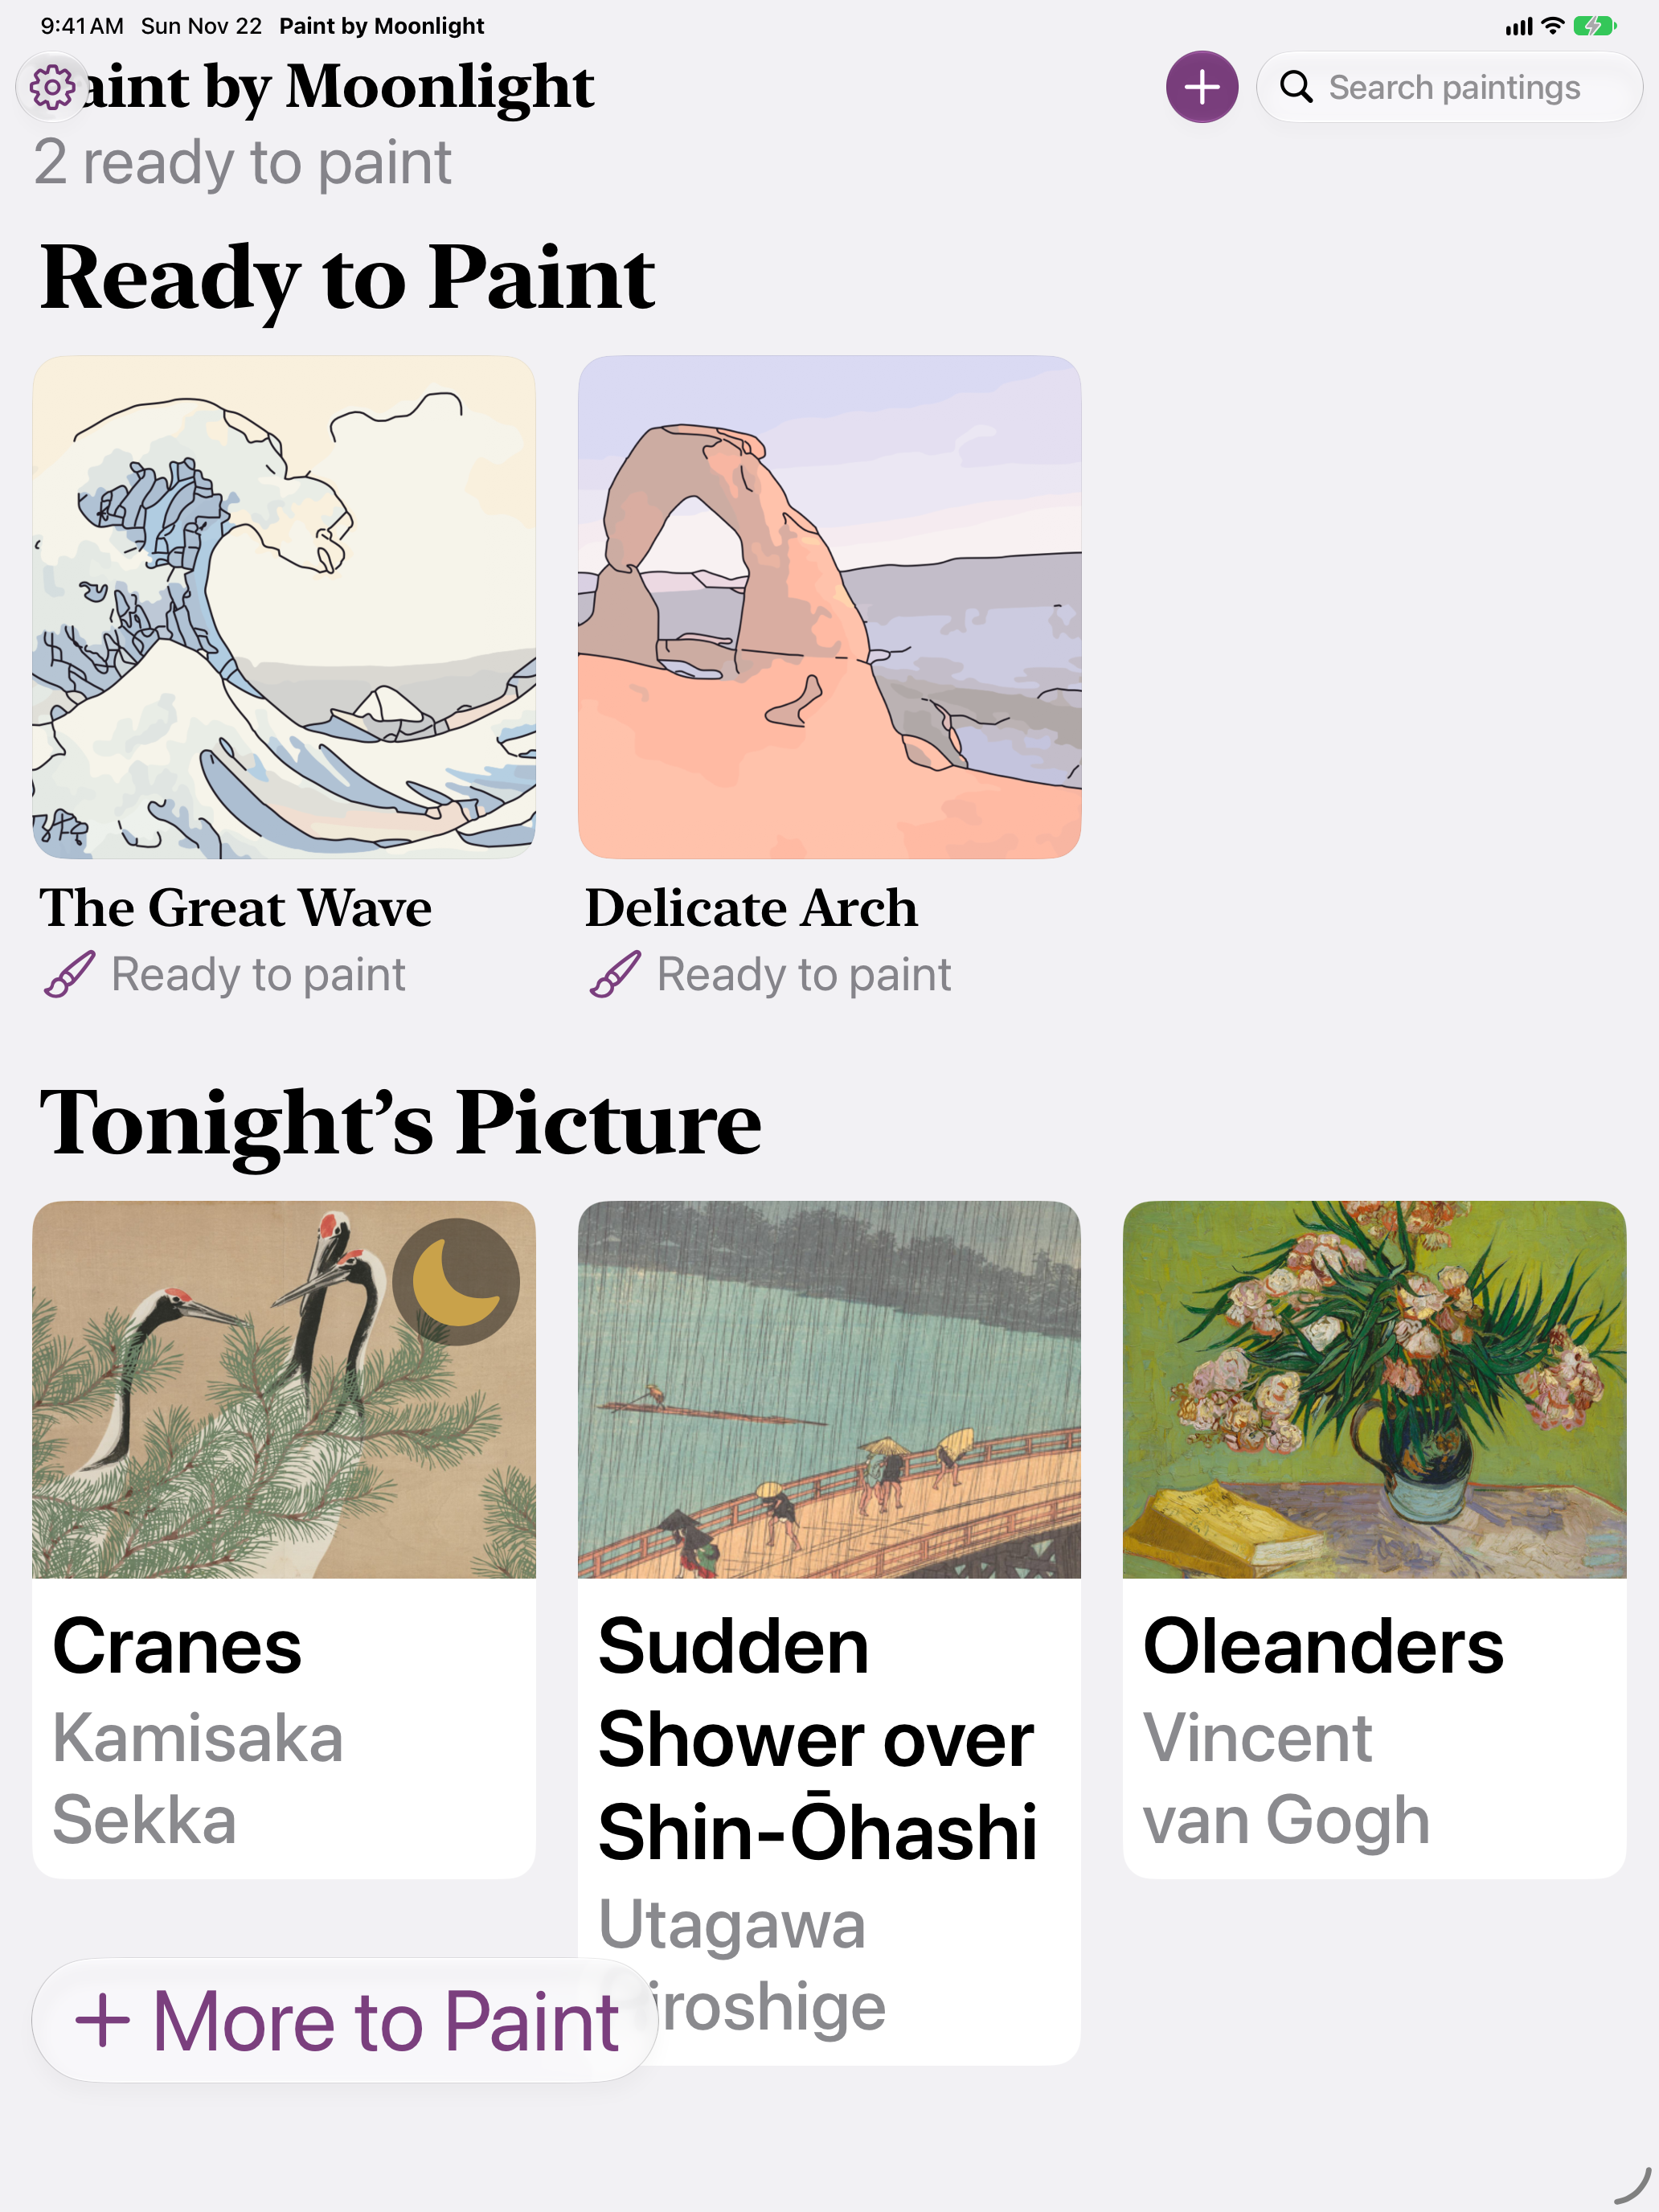 9:41 AM Sun Nov 22 Paint by Moonlight
aint by Moonlight
Search paintings
2 ready to paint
Ready to Paint
The Great Wave
Ready to paint
Delicate Arch
Ready to paint
Tonight’s Picture
Cranes
Kamisaka
Sekka
Sudden
Shower over
Shin-Ōhashi
Utagawa
iroshige
Oleanders
Vincent
van Gogh
+ More to Paint